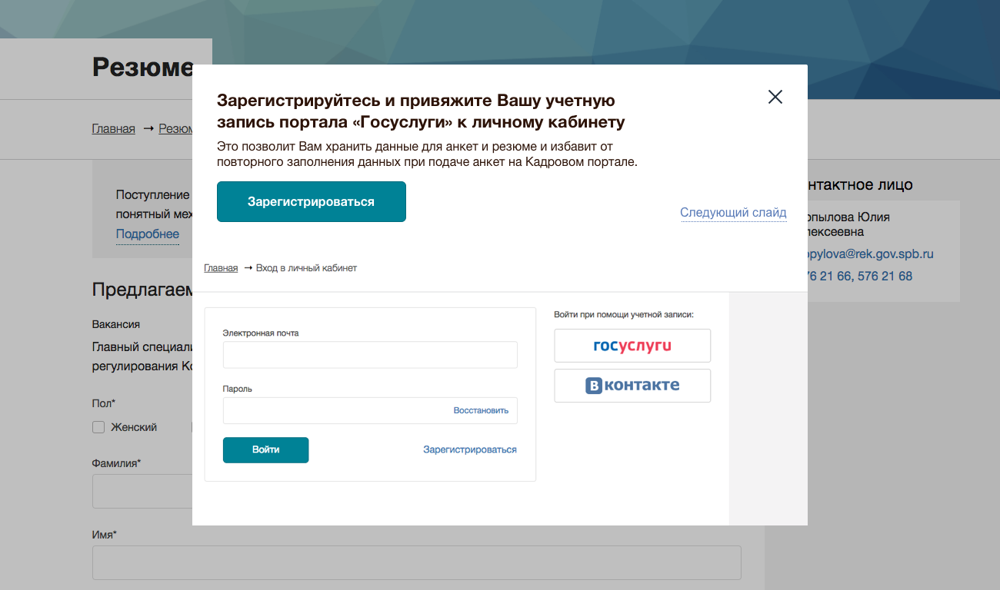 Резюме
Главная → Резюм
Поступление
понятный мех
Подробнее
Предлагаем
Вакансия
Главный специали
регулирования Ко
Пол*
Женский
Фамилия*
Имя*
Зарегистрируйтесь и привяжите Вашу учетную
запись портала «Госуслуги» к личному кабинету
Это позволит Вам хранить данные для анкет и резюме и избавит от
повторного заполнения данных при подаче анкет на Кадровом портале.
Зарегистрироваться
Следующий слайд
Главная → Вход в личный кабинет
Электронная почта
Пароль
Восстановить
Войти
Зарегистрироваться
Войти при помощи учетной записи:
госуслуги
В контакте
нтактное лицо
опылова Юлия
лексеевна
opylova@rek.gov.spb.ru
76 21 66, 576 21 68